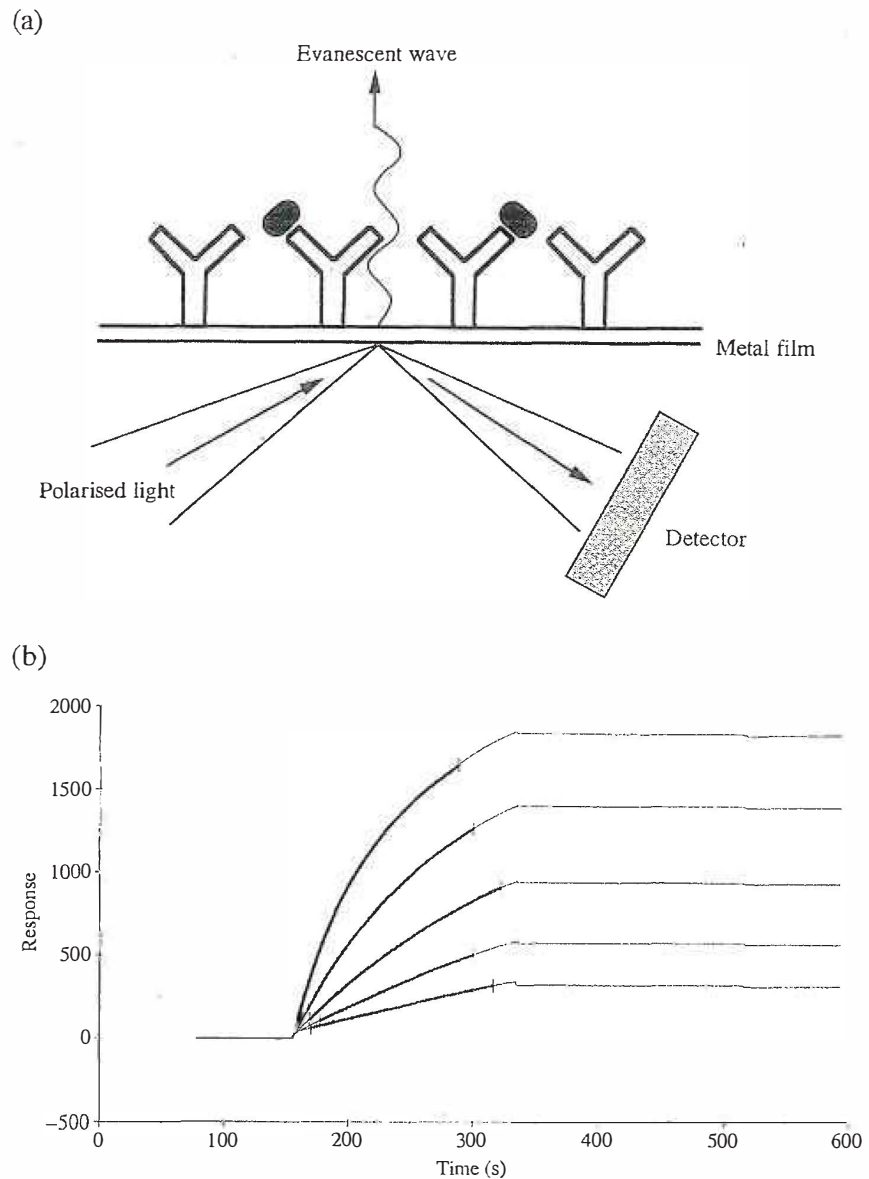 (a)
Evanescent wave
Metal film
Polarised light
Detector
(b)
2000
1500
1000
500
0
−500
Response
0 100 200 300 400 500 600
Time (s)